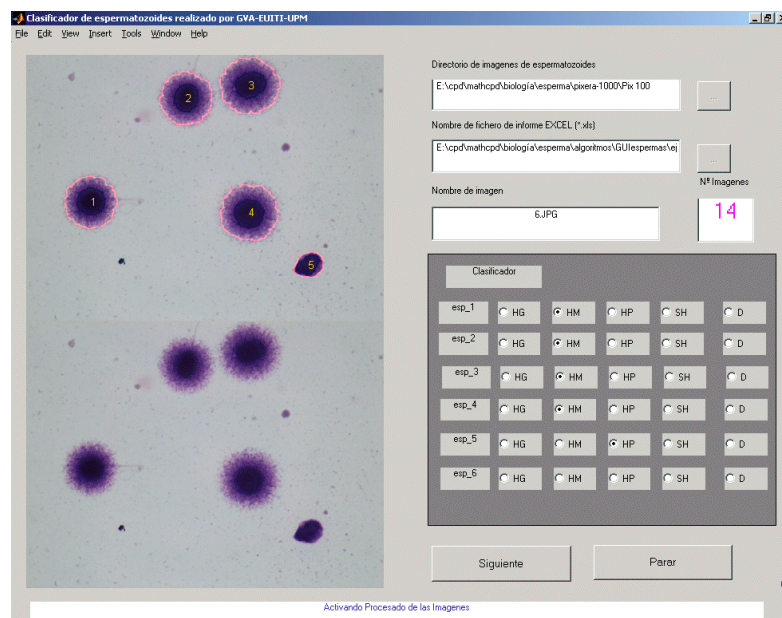 Clasificador de espermatozoides realizado por GVA-EUITI-UPM
File Edit View Insert Tools Window Help
Directorio de imagenes de espermatozoides
E:\cpd\mathcpd\biología\esperma\pixera-1000\Pix 100
...
Nombre de fichero de informe EXCEL (*.xls)
E:\cpd\mathcpd\biología\esperma\algoritmos\GUIespermas\ej
...
Nº Imagenes
Nombre de imagen
6.JPG
14
1
2
3
4
5
Clasificador
esp_1 HG HM HP SH D
esp_2 HG HM HP SH D
esp_3 HG HM HP SH D
esp_4 HG HM HP SH D
esp_5 HG HM HP SH D
esp_6 HG HM HP SH D
Siguiente Parar
Activando Procesado de las Imagenes